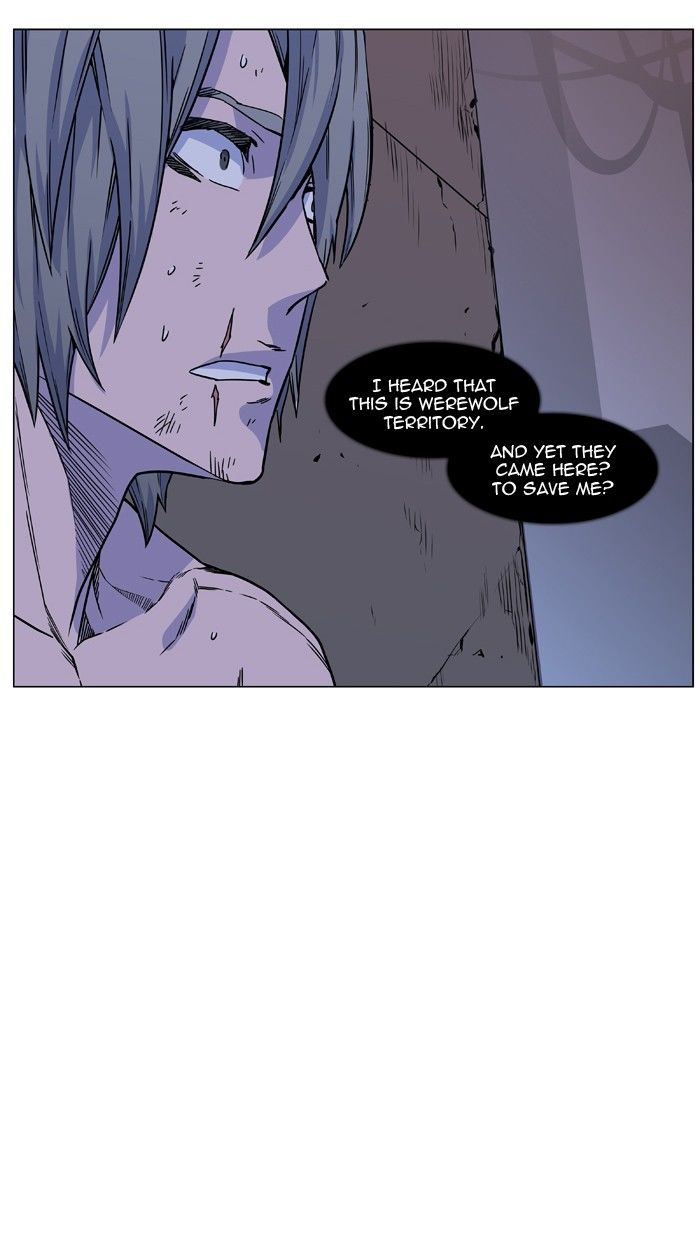 I HEARD THAT
THIS IS WEREWOLF
TERRITORY.
AND YET THEY
CAME HERE?
TO SAVE ME?